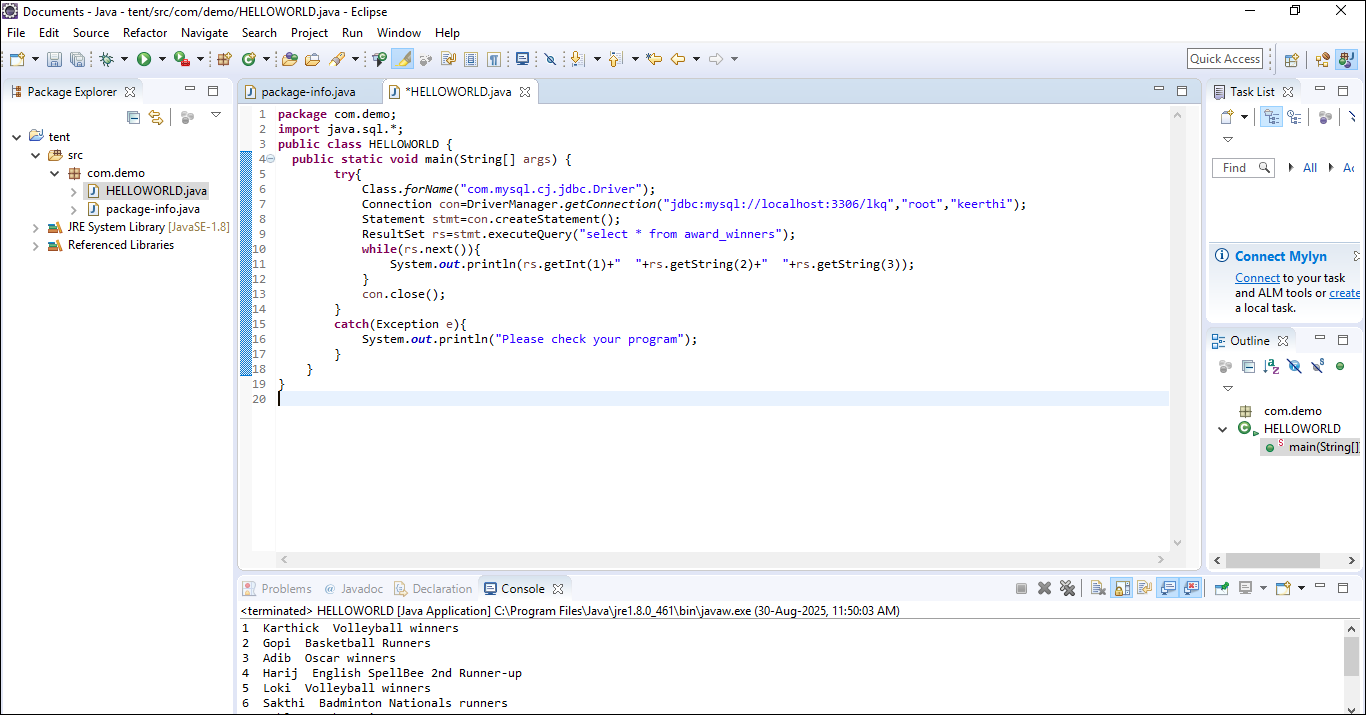 Documents - Java - tent/src/com/demo/HELLOWORLD.java - Eclipse
File Edit Source Refactor Navigate Search Project Run Window Help
Quick Access
Package Explorer
tent
src
com.demo
HELLOWORLD.java
package-info.java
JRE System Library [JavaSE-1.8]
Referenced Libraries
package-info.java *HELLOWORLD.java
1 package com.demo;
2 import java.sql.*;
3 public class HELLOWORLD {
4 public static void main(String[] args) {
5 try{
6 Class.forName("com.mysql.cj.jdbc.Driver");
7 Connection con=DriverManager.getConnection("jdbc:mysql://localhost:3306/lkq","root","keerthi");
8 Statement stmt=con.createStatement();
9 ResultSet rs=stmt.executeQuery("select * from award_winners");
10 while(rs.next()){
11 System.out.println(rs.getInt(1)+"  "+rs.getString(2)+"  "+rs.getString(3));
12 }
13 con.close();
14 }
15 catch(Exception e){
16 System.out.println("Please check your program");
17 }
18 }
19 }
20
Task List
Find All Ac
Connect Mylyn
Connect to your task
and ALM tools or create
a local task.
Outline
com.demo
HELLOWORLD
main(String[]
Problems @ Javadoc Declaration Console
<terminated> HELLOWORLD [Java Application] C:\Program Files\Java\jre1.8.0_461\bin\javaw.exe (30-Aug-2025, 11:50:03 AM)
1  Karthick  Volleyball winners
2  Gopi  Basketball Runners
3  Adib  Oscar winners
4  Harij  English SpellBee 2nd Runner-up
5  Loki  Volleyball winners
6  Sakthi  Badminton Nationals runners